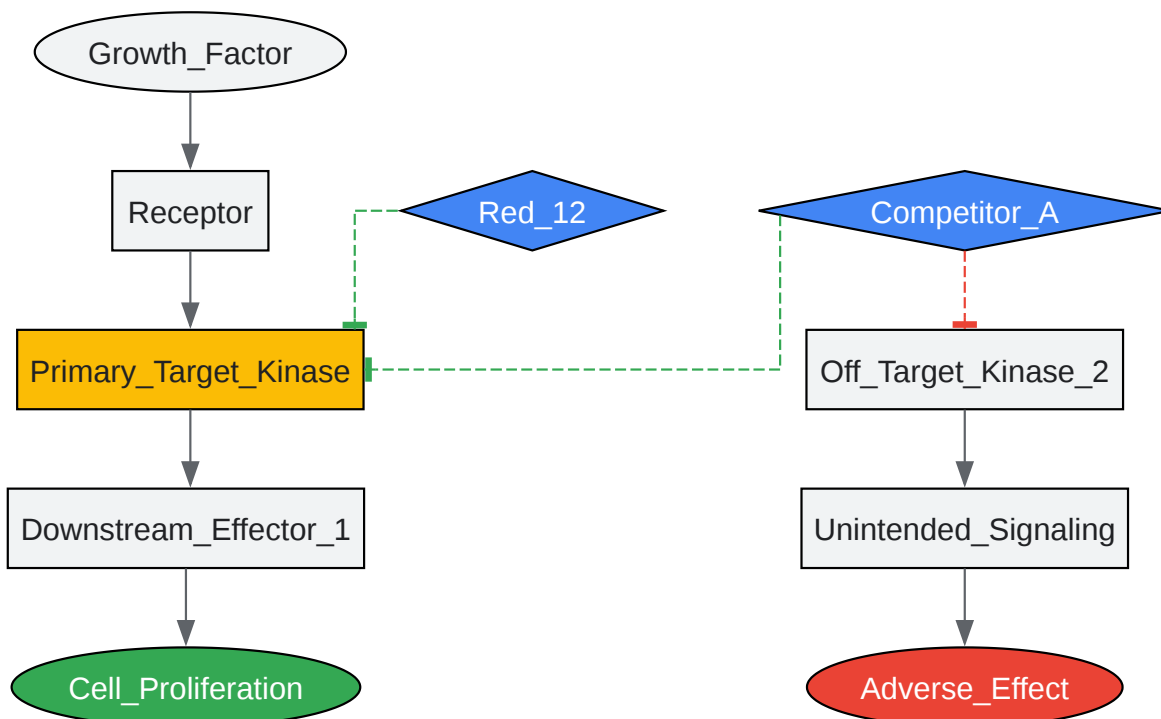 Growth_Factor
Receptor
Red_12
Competitor_A
Primary_Target_Kinase
Off_Target_Kinase_2
Downstream_Effector_1
Unintended_Signaling
Cell_Proliferation
Adverse_Effect